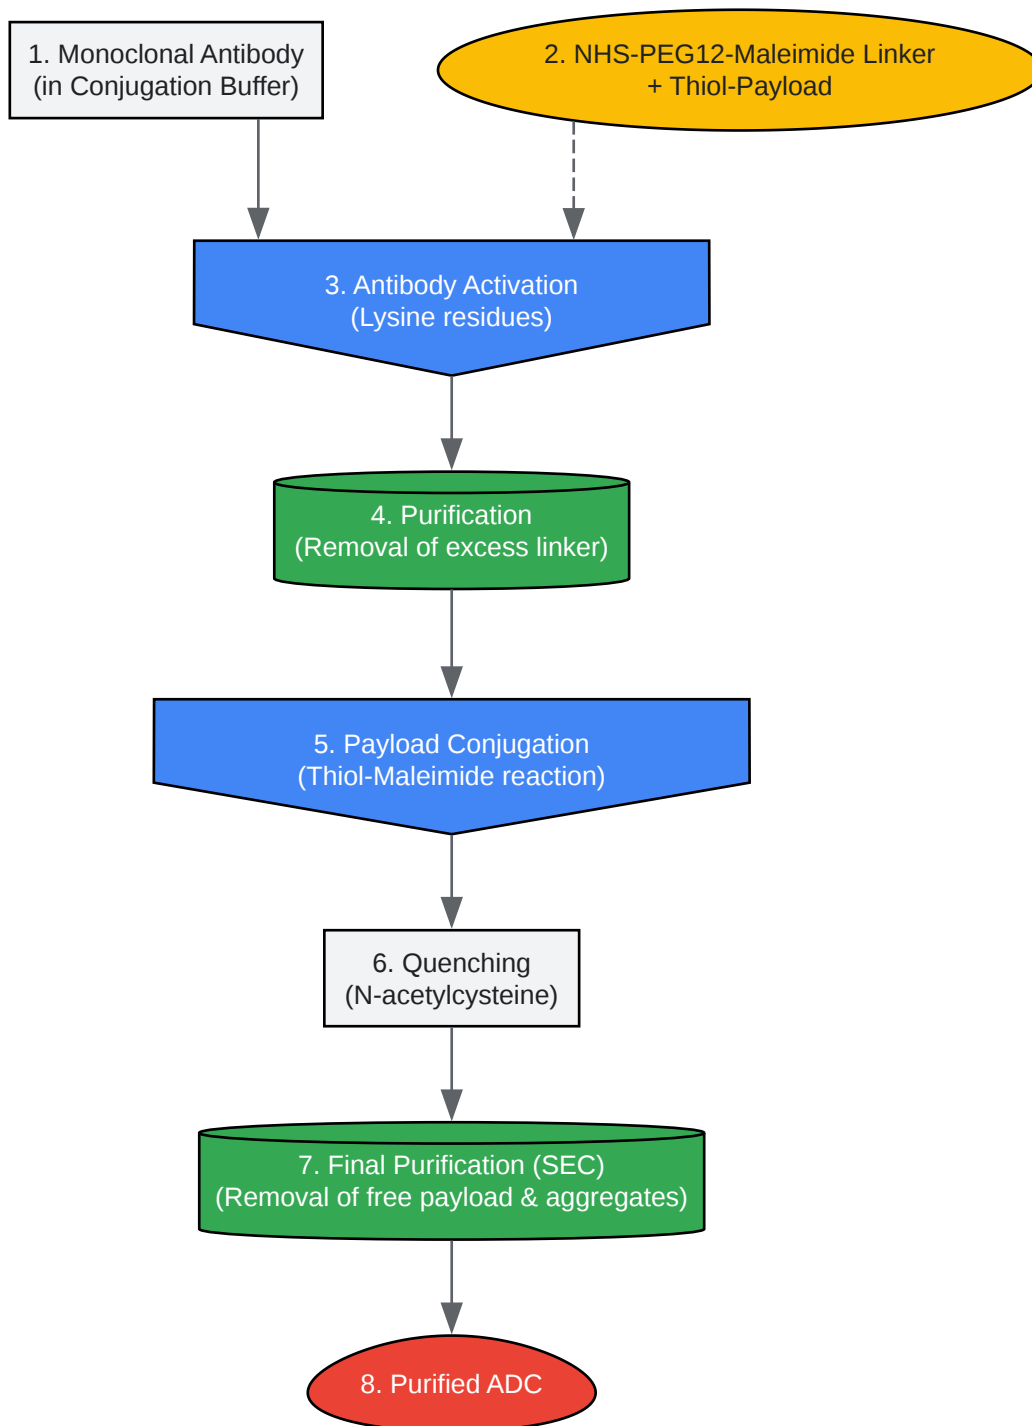 1. Monoclonal Antibody
(in Conjugation Buffer)
2. NHS-PEG12-Maleimide Linker
+ Thiol-Payload
3. Antibody Activation
(Lysine residues)
4. Purification
(Removal of excess linker)
5. Payload Conjugation
(Thiol-Maleimide reaction)
6. Quenching
(N-acetylcysteine)
7. Final Purification (SEC)
(Removal of free payload & aggregates)
8. Purified ADC